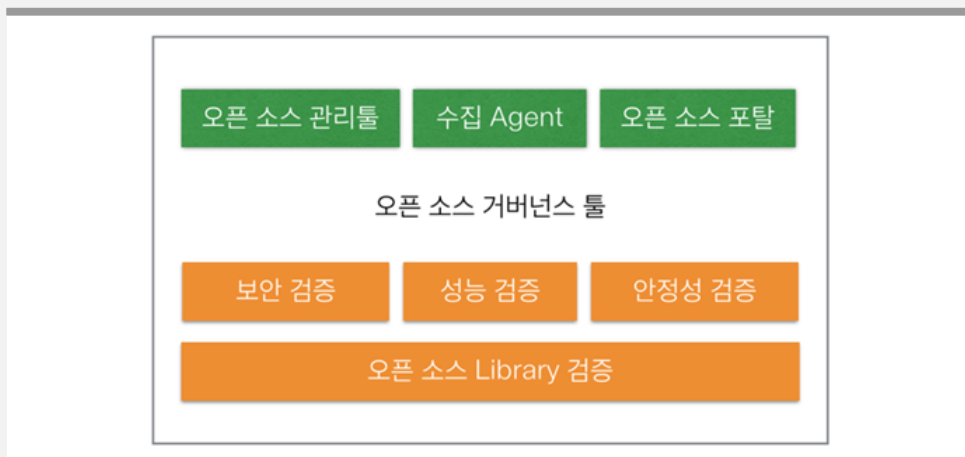 오픈 소스 관리툴 수집 Agent 오픈 소스 포탈
오픈 소스 거버넌스 툴
보안 검증 성능 검증 안정성 검증
오픈 소스 Library 검증